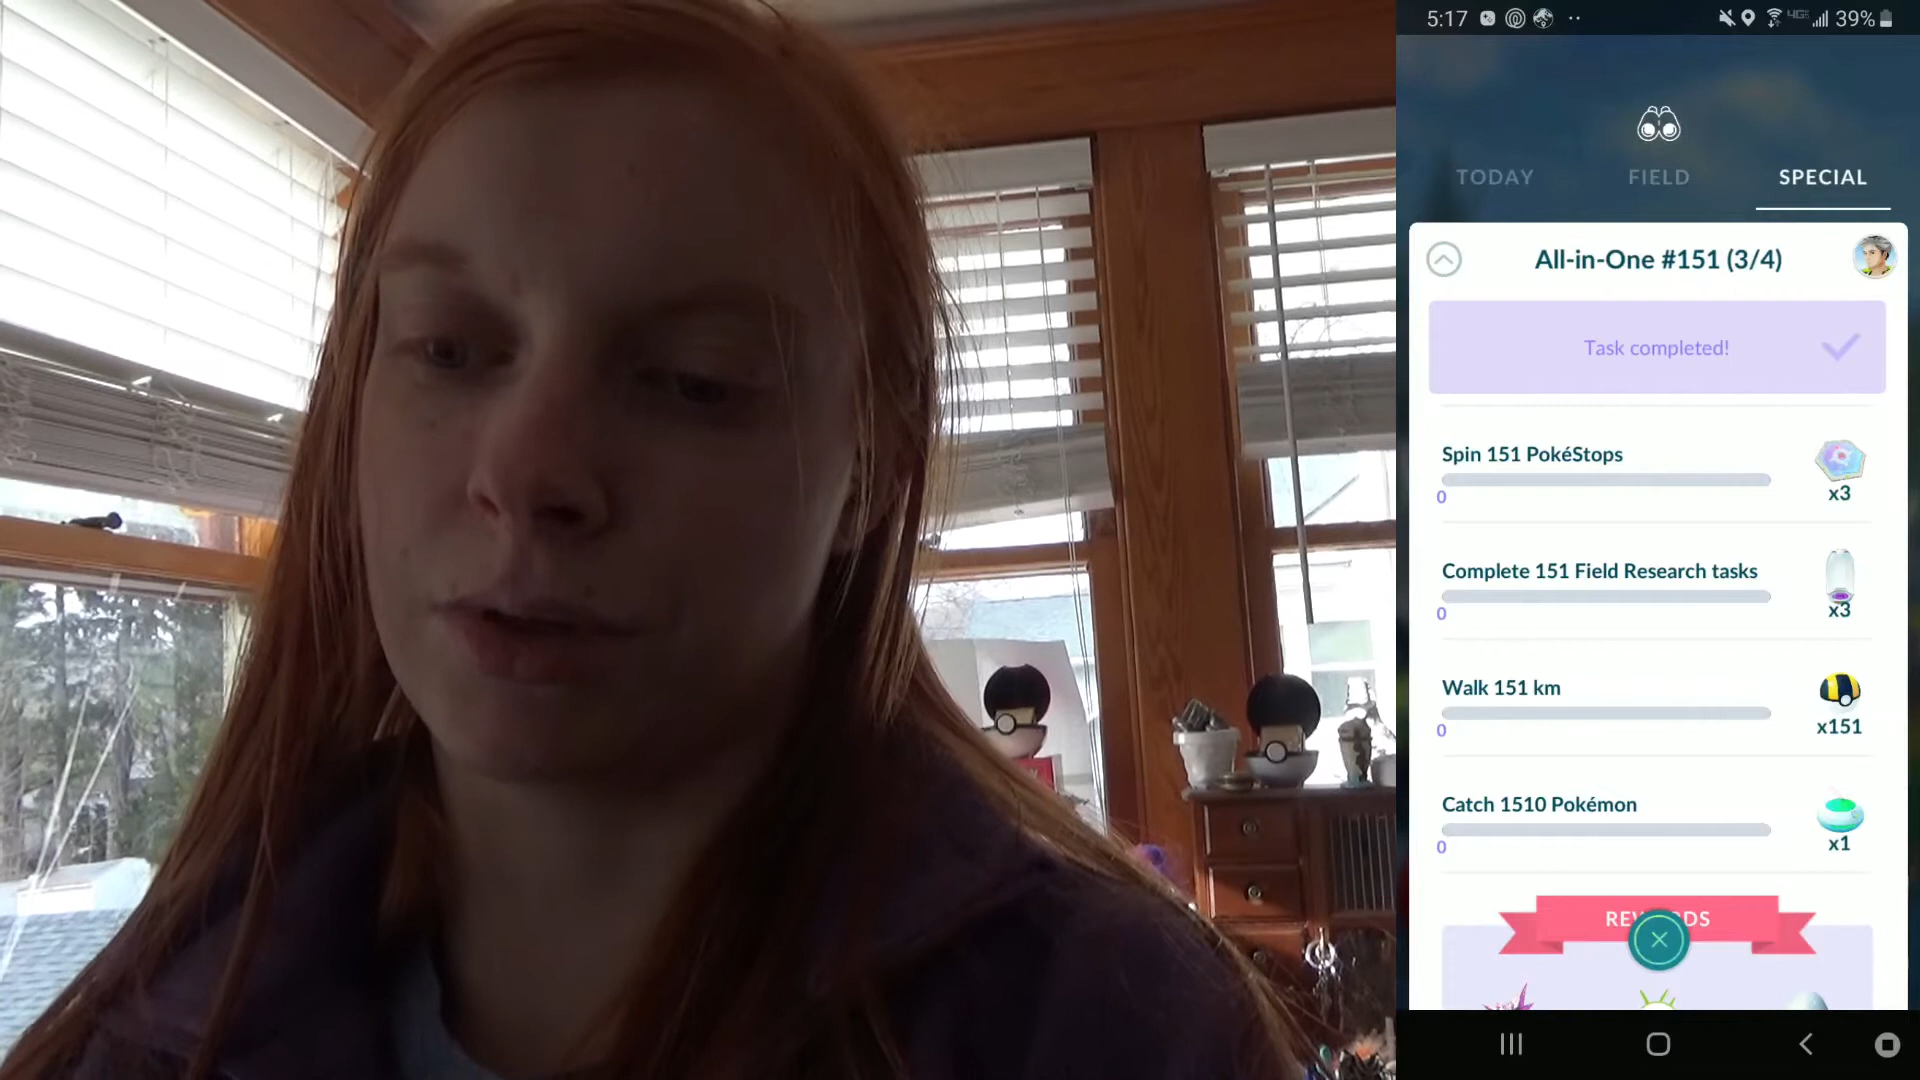 5:17
4GE 39%
TODAY FIELD SPECIAL
All-in-One #151 (3/4)
Task completed!
Spin 151 PokéStops
0
x3
Complete 151 Field Research tasks
0
x3
Walk 151 km
0
x151
Catch 1510 Pokémon
0
x1